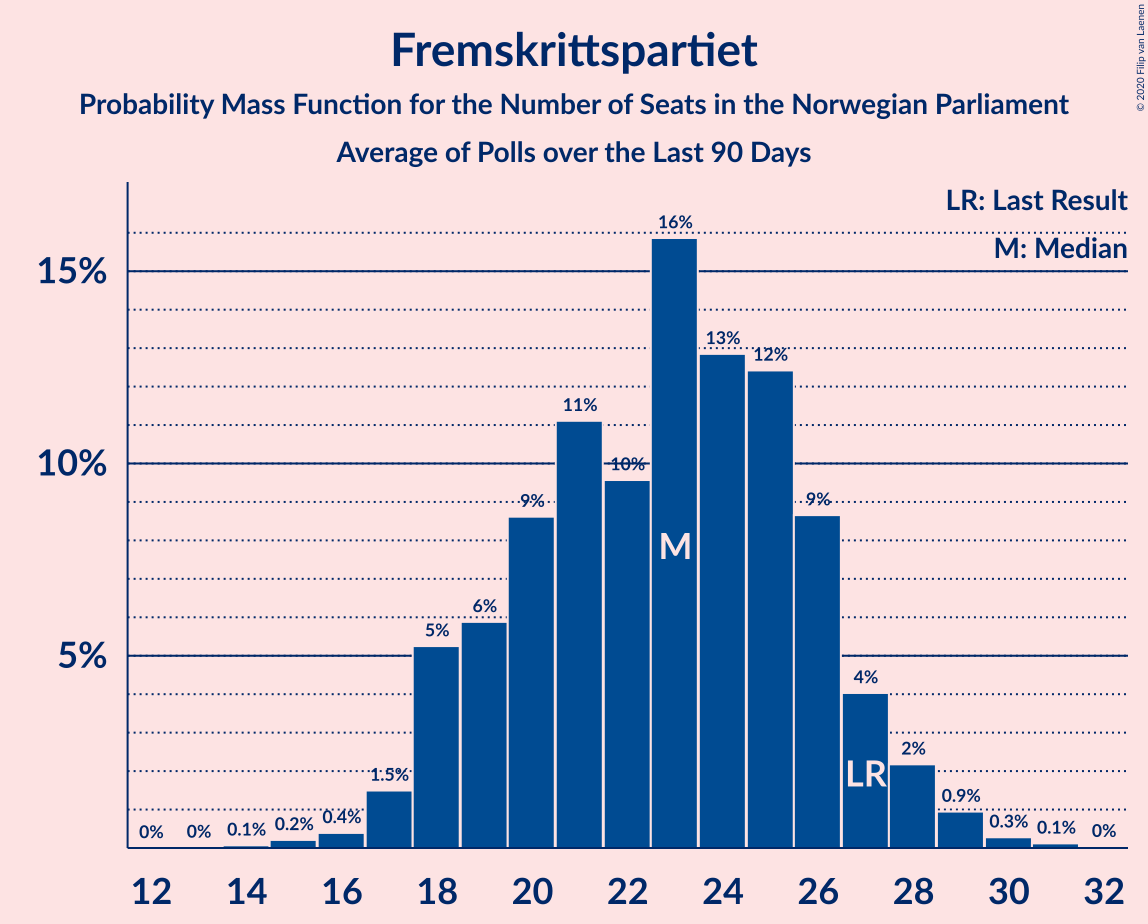 Fremskrittspartiet
Probability Mass Function for the Number of Seats in the Norwegian Parliament
Average of Polls over the Last 90 Days
© 2020 Filip van Laenen
LR: Last Result
M: Median
15%
10%
5%
0%
0%
0.1%
0.2%
0.4%
1.5%
5%
6%
9%
11%
10%
16%
13%
12%
9%
4%
2%
0.9%
0.3%
0.1%
0%
M
LR
12 14 16 18 20 22 24 26 28 30 32